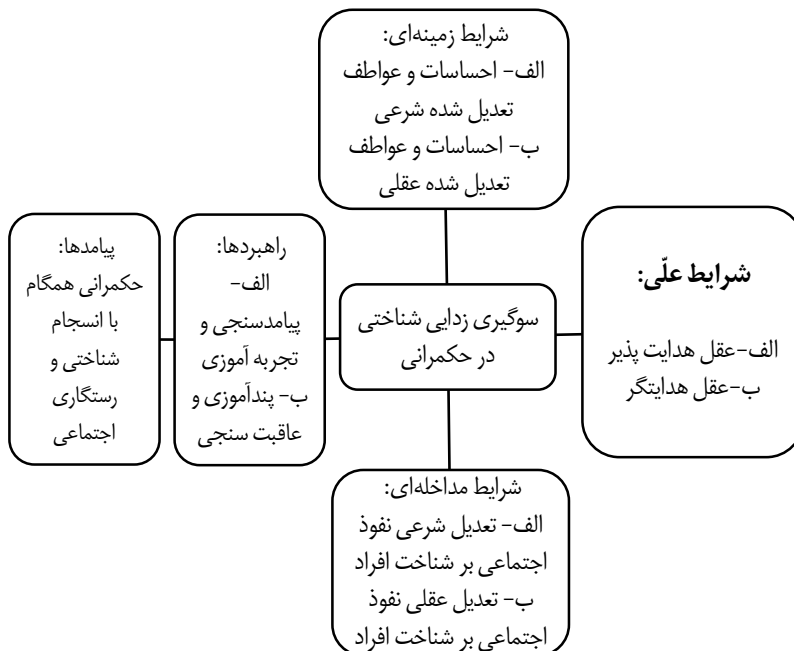 شرایط زمینه‌ای:
الف- احساسات و عواطف
تعدیل شده شرعی
ب- احساسات و عواطف
تعدیل شده عقلی
شرایط علّی:
الف-عقل هدایت پذیر
ب-عقل هدایتگر
سوگیری زدایی شناختی
در حکمرانی
راهبردها:
الف-
پیامدسنجی و
تجربه آموزی
ب- پندآموزی و
عاقبت سنجی
پیامدها:
حکمرانی همگام
با انسجام
شناختی و
رستگاری
اجتماعی
شرایط مداخله‌ای:
الف- تعدیل شرعی نفوذ
اجتماعی بر شناخت افراد
ب- تعدیل عقلی نفوذ
اجتماعی بر شناخت افراد